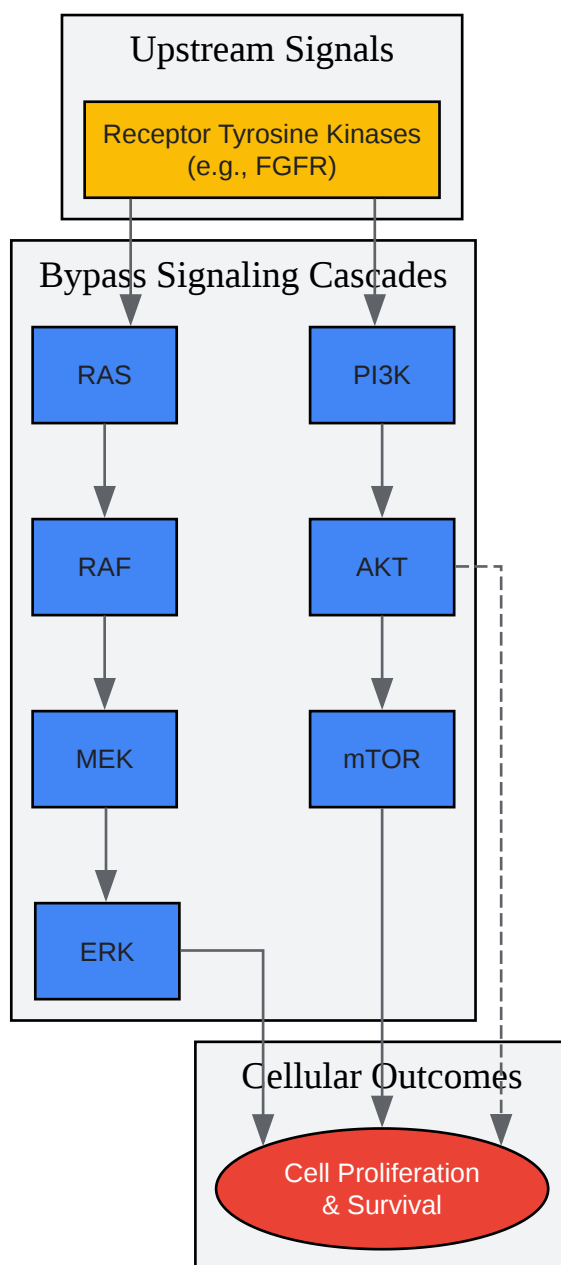 Upstream Signals
Receptor Tyrosine Kinases
(e.g., FGFR)
Bypass Signaling Cascades
RAS
PI3K
RAF
AKT
MEK
mTOR
ERK
Cellular Outcomes
Cell Proliferation
& Survival